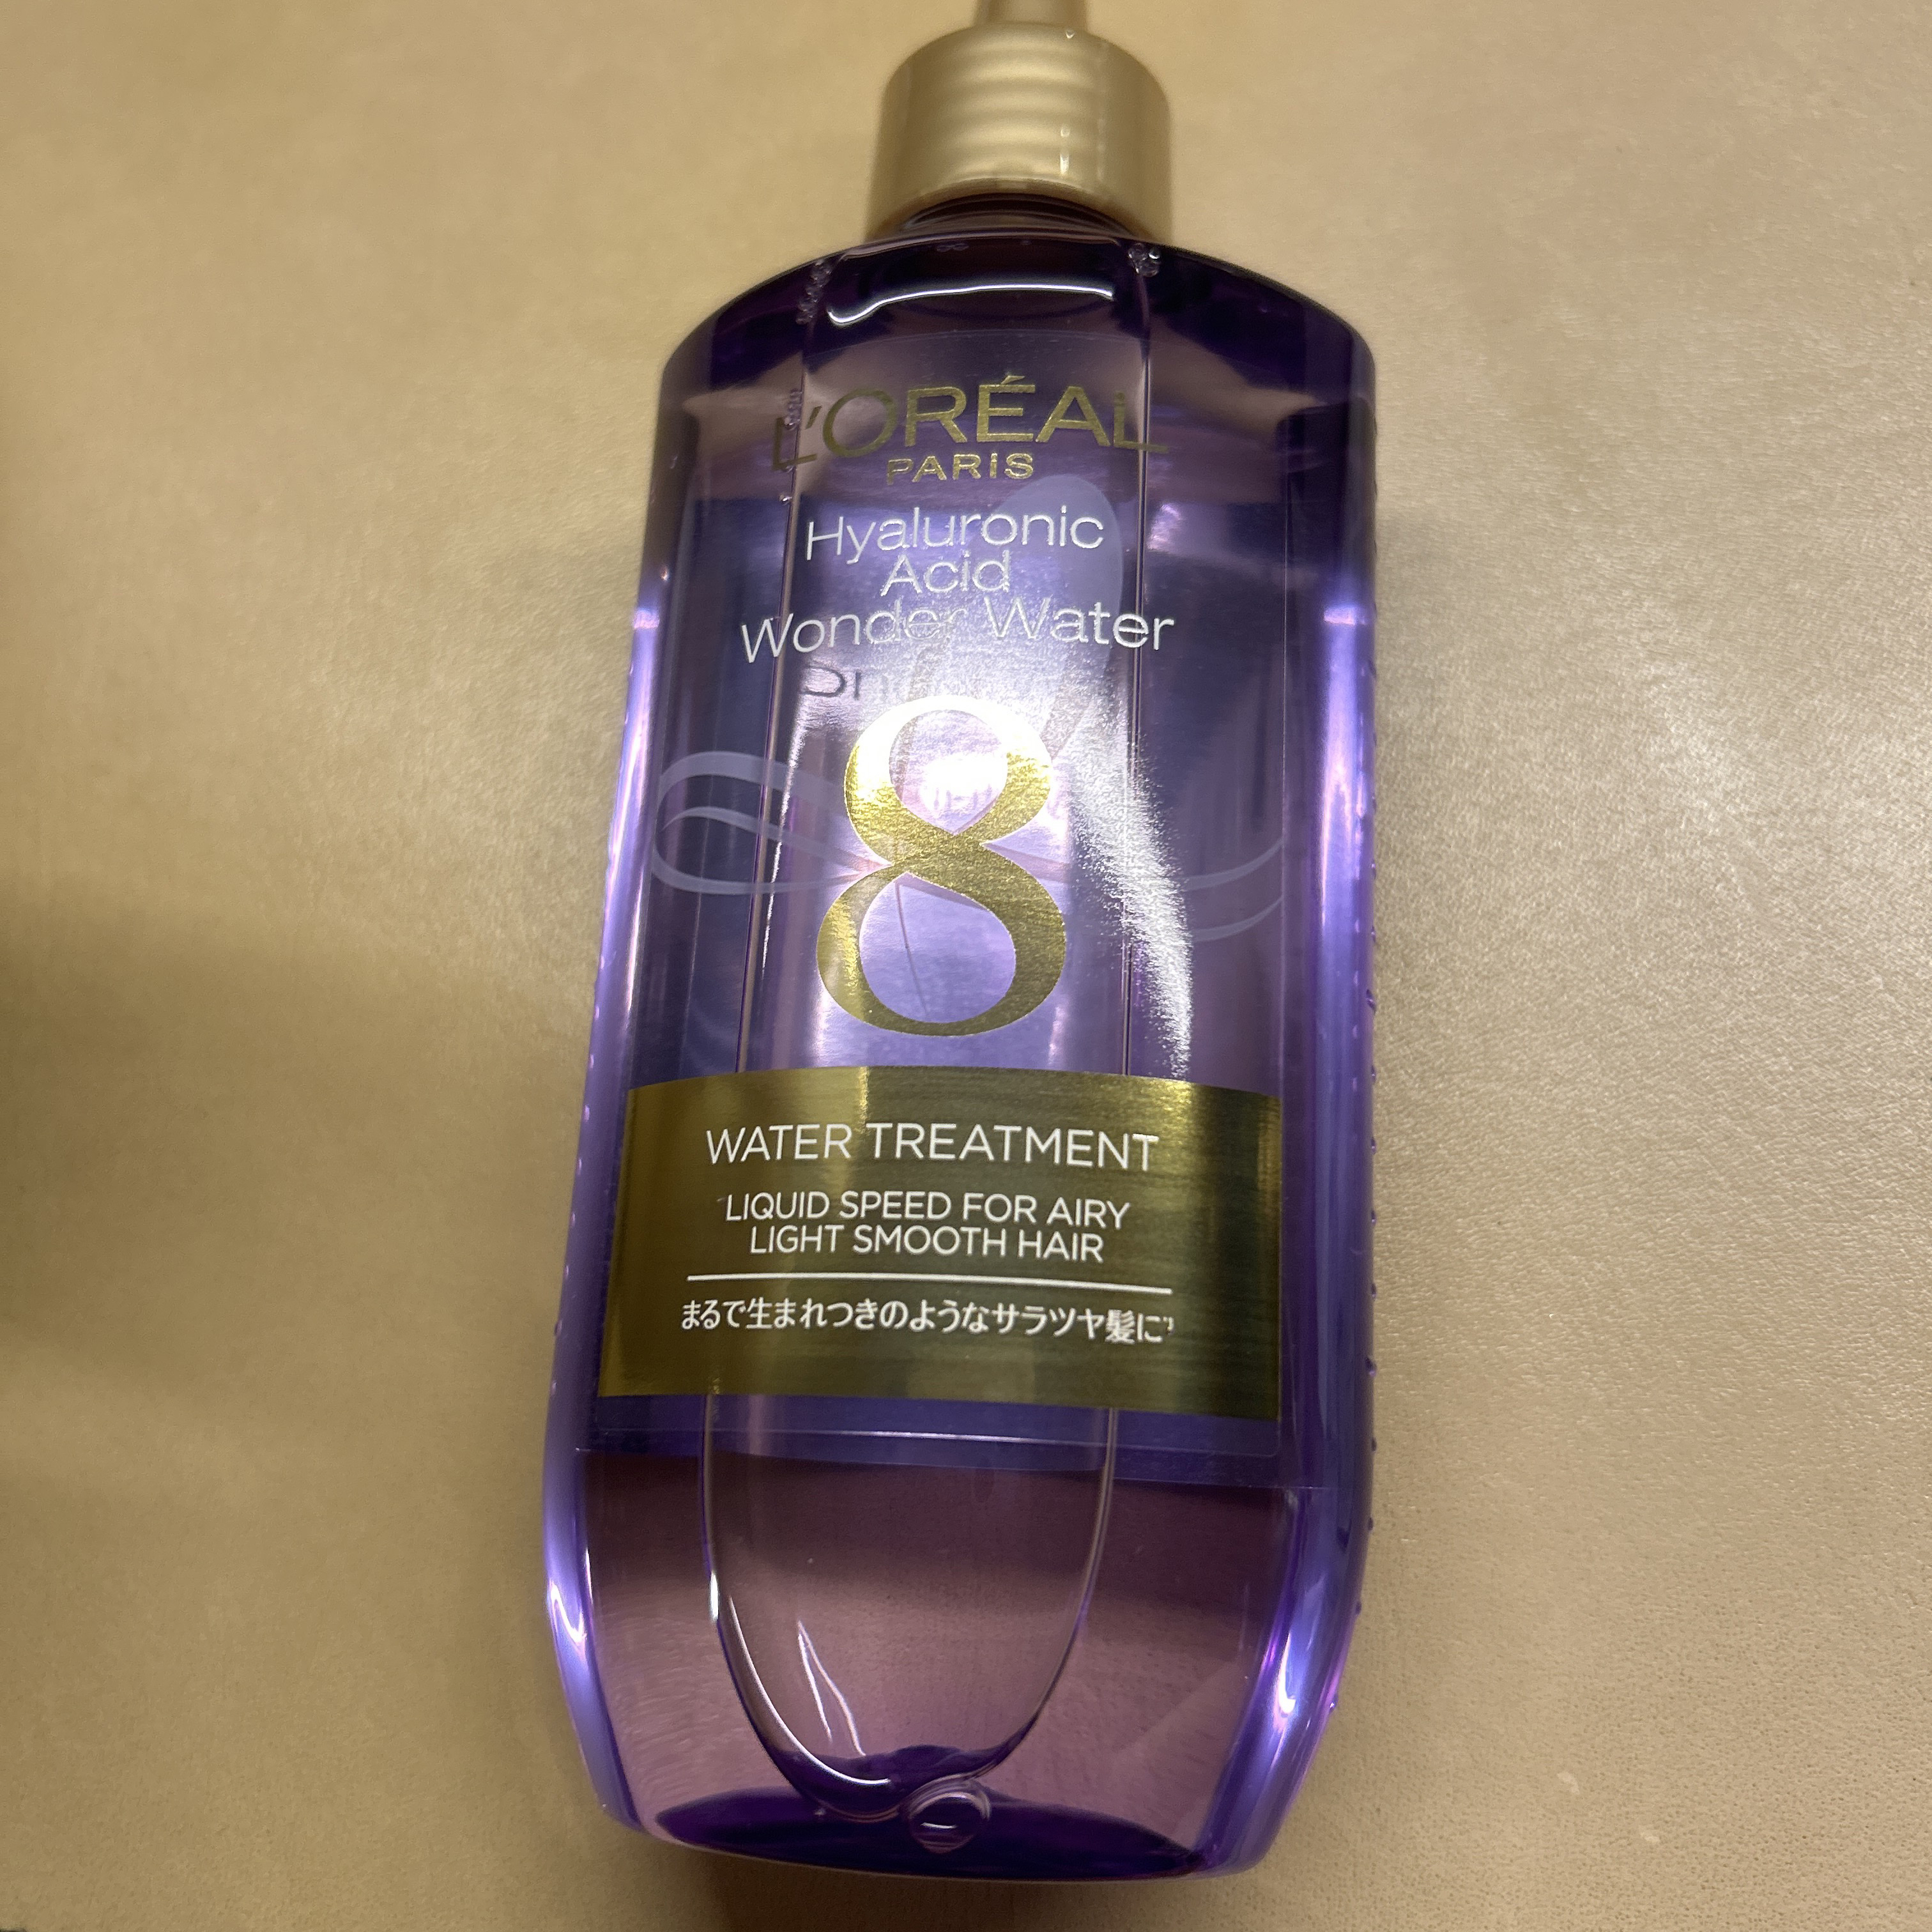 L'ORÉAL
PARIS
Hyaluronic
Acid
Wonder Water
8
WATER TREATMENT
LIQUID SPEED FOR AIRY
LIGHT SMOOTH HAIR
まるで生まれつきのようなサラツヤ髪に